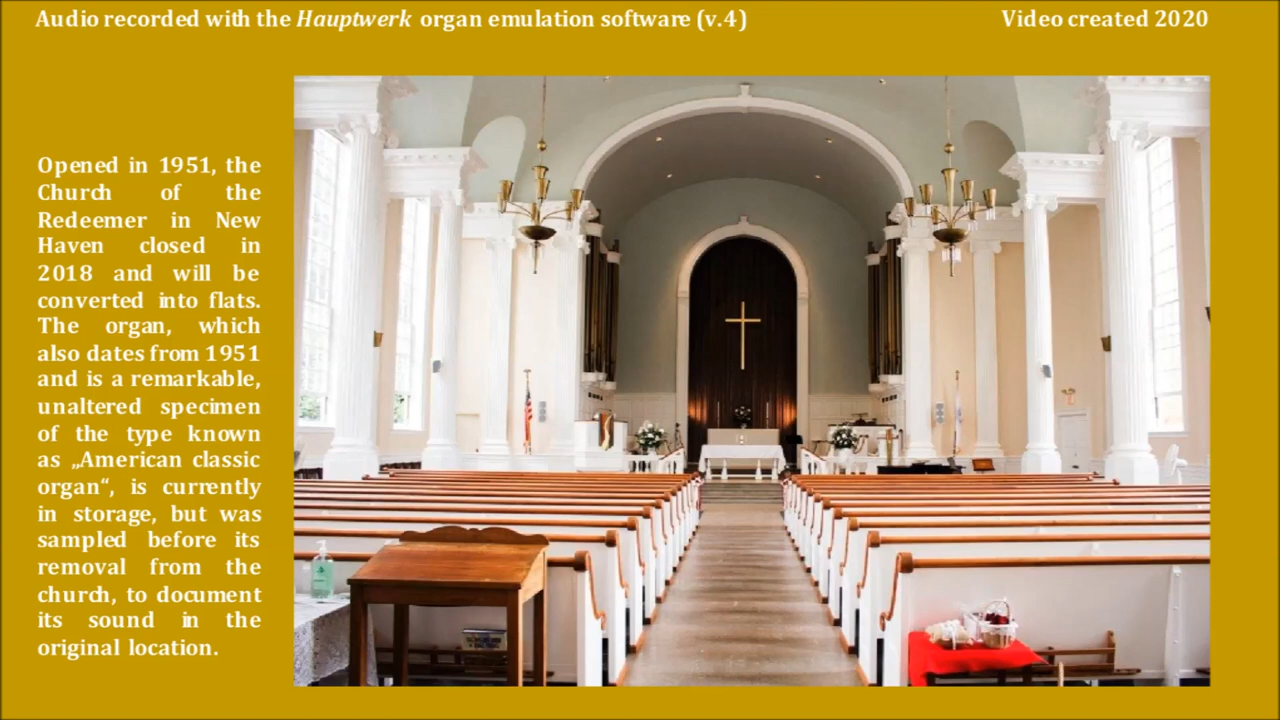 Audio recorded with the Hauptwerk organ emulation software (v.4)
Video created 2020
Opened in 1951, the
Church of the
Redeemer in New
Haven closed in
2018 and will be
converted into flats.
The organ, which
also dates from 1951
and is a remarkable,
unaltered specimen
of the type known
as „American classic
organ“, is currently
in storage, but was
sampled before its
removal from the
church, to document
its sound in the
original location.